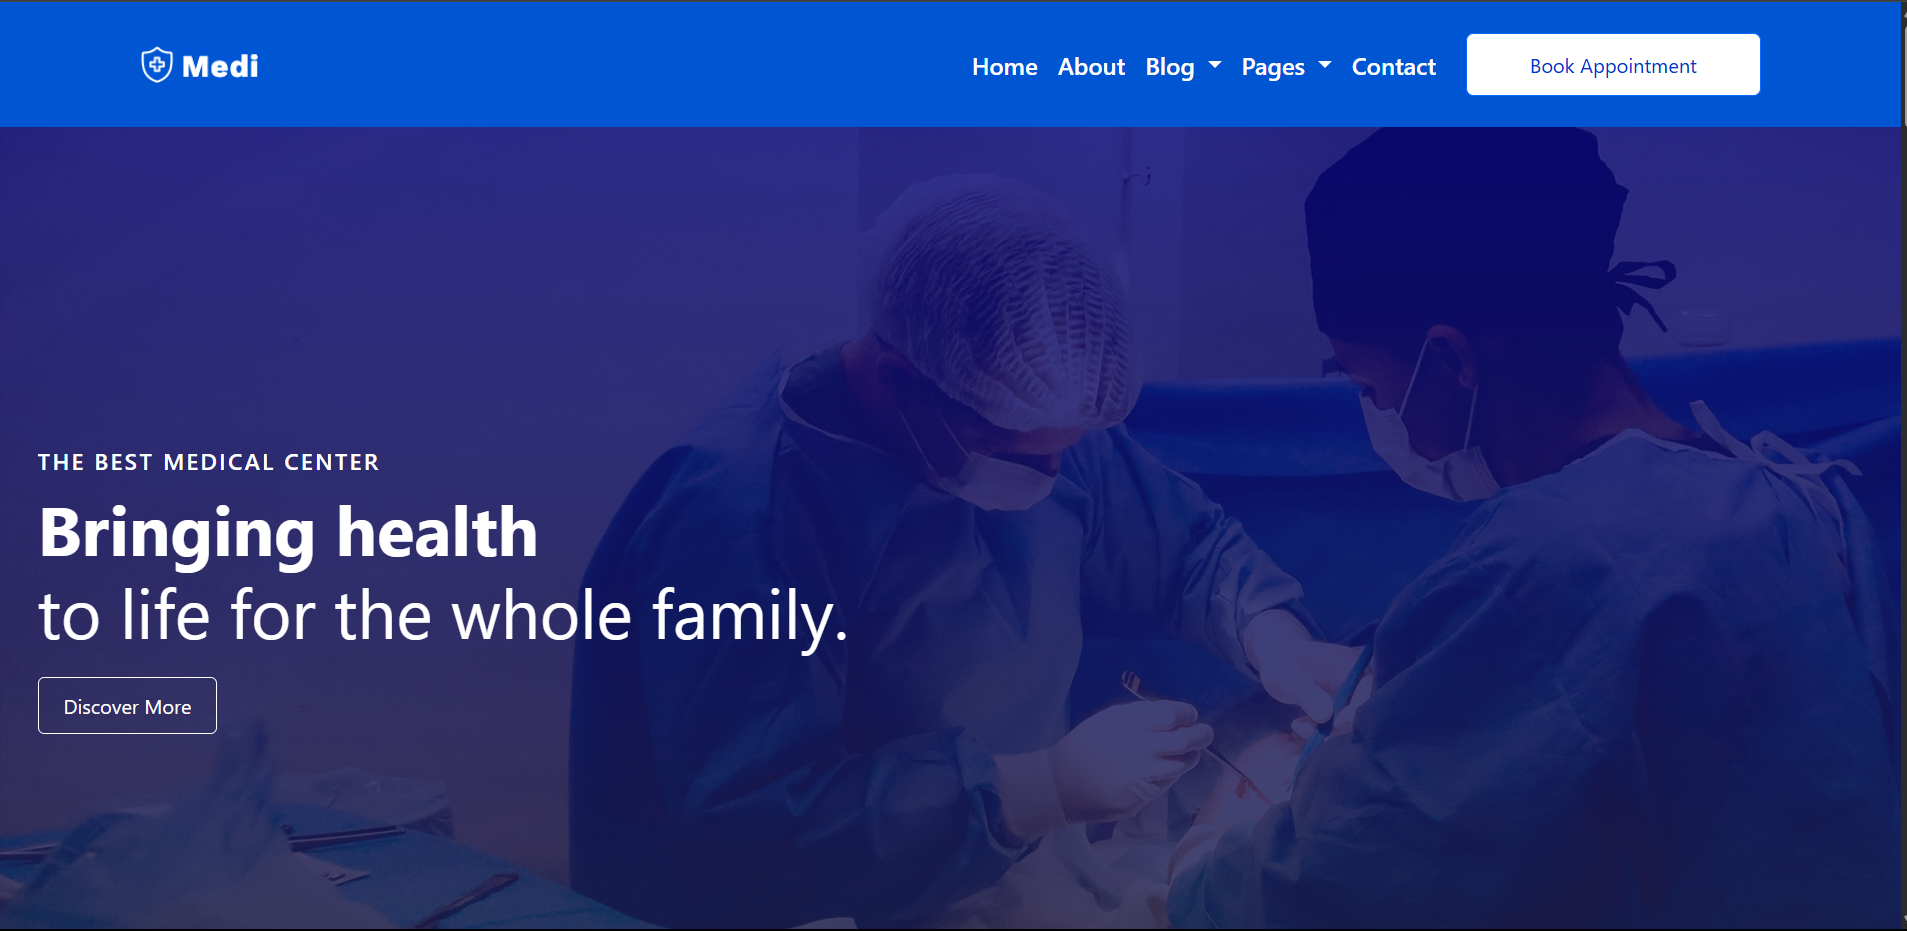 Medi
Home About Blog Pages Contact Book Appointment
THE BEST MEDICAL CENTER
Bringing health
to life for the whole family.
Discover More